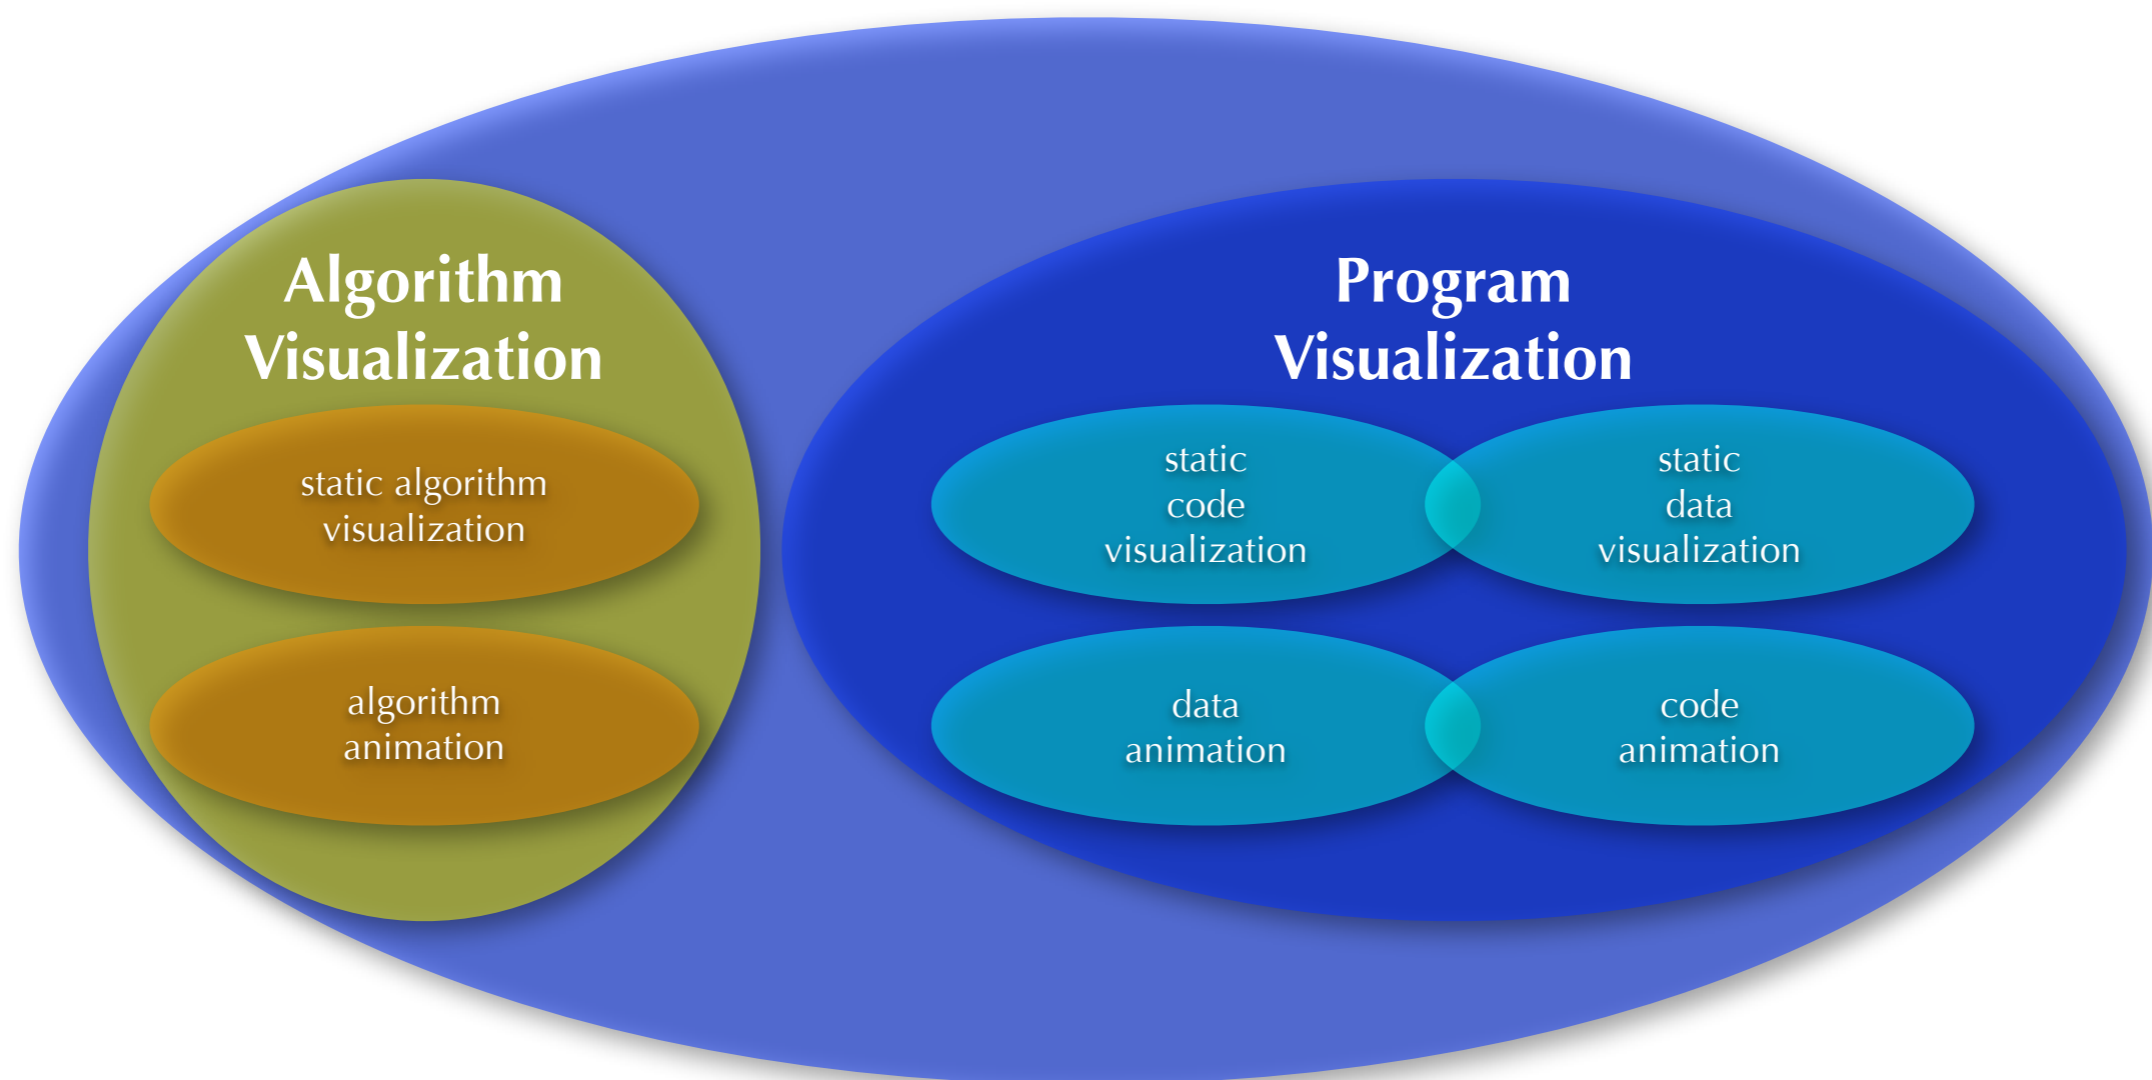 Algorithm
Visualization
static algorithm
visualization
algorithm
animation
Program
Visualization
static
code
visualization
static
data
visualization
data
animation
code
animation